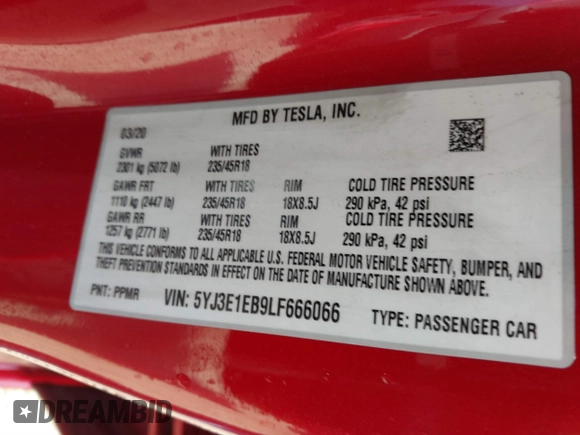 MFD BY TESLA, INC.
03/20
GVWR WITH TIRES
2301 kg (5072 lb) 235/45R18
GAWR FRT WITH TIRES RIM COLD TIRE PRESSURE
1110 kg (2447 lb) 235/45R18 18X8.5J 290 kPa, 42 psi
GAWR RR WITH TIRES RIM COLD TIRE PRESSURE
1257 kg (2771 lb) 235/45R18 18X8.5J 290 kPa, 42 psi
THIS VEHICLE CONFORMS TO ALL APPLICABLE U.S. FEDERAL MOTOR VEHICLE SAFETY, BUMPER, AND
THEFT PREVENTION STANDARDS IN EFFECT ON THE DATE OF MANUFACTURE SHOWN ABOVE.
PNT: PPMR VIN: 5YJ3E1EB9LF666066 TYPE: PASSENGER CAR
DREAMBID